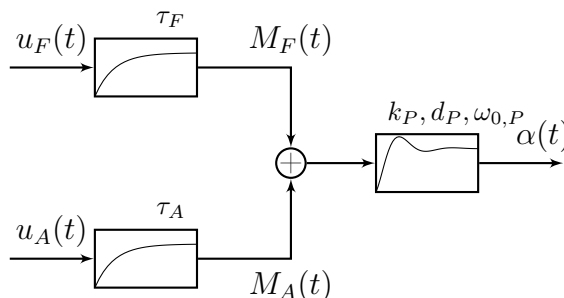 τ_F
u_F(t)
M_F(t)
k_P, d_P, ω_{0,P}
α(t)
+
τ_A
u_A(t)
M_A(t)